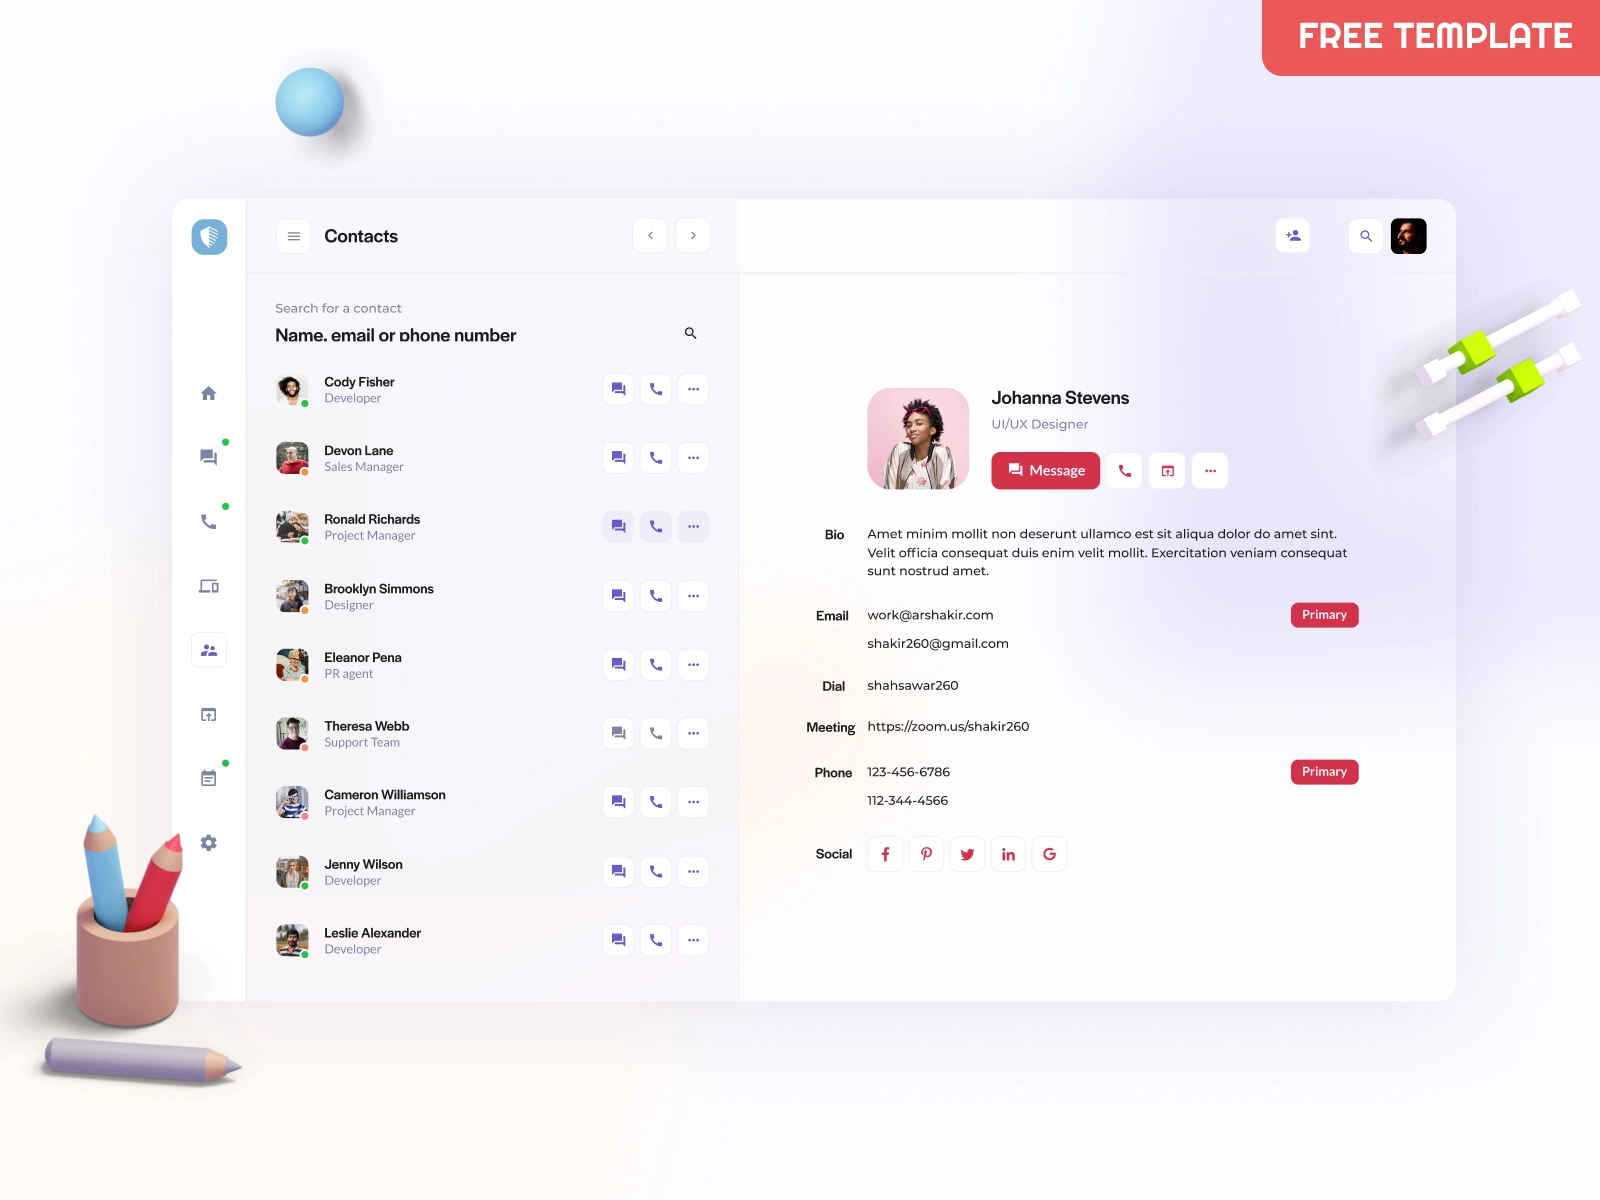 FREE TEMPLATE
Contacts
Search for a contact
Name, email or phone number
Cody Fisher
Developer
Devon Lane
Sales Manager
Ronald Richards
Project Manager
Brooklyn Simmons
Designer
Eleanor Pena
PR agent
Theresa Webb
Support Team
Cameron Williamson
Project Manager
Jenny Wilson
Developer
Leslie Alexander
Developer
Johanna Stevens
UI/UX Designer
Message
Bio
Amet minim mollit non deserunt ullamco est sit aliqua dolor do amet sint.
Velit officia consequat duis enim velit mollit. Exercitation veniam consequat
sunt nostrud amet.
Email work@arshakir.com Primary
shakir260@gmail.com
Dial shahsawar260
Meeting https://zoom.us/shakir260
Phone 123-456-6786 Primary
112-344-4566
Social